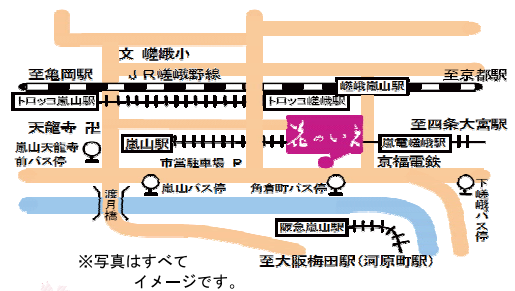 文 嵯峨小
至亀岡駅
JR嵯峨野線
嵯峨嵐山駅
至京都駅
トロッコ嵐山駅
トロッコ嵯峨駅
天龍寺 卍
花のいえ
至四条大宮駅
嵐山駅
嵐電嵯峨駅
嵐山天龍寺
前バス停
市営駐車場 P
京福電鉄
渡月橋
嵐山バス停
角倉町バス停
下嵯峨バス停
阪急嵐山駅
至大阪梅田駅(河原町駅)
※写真はすべて
イメージです。